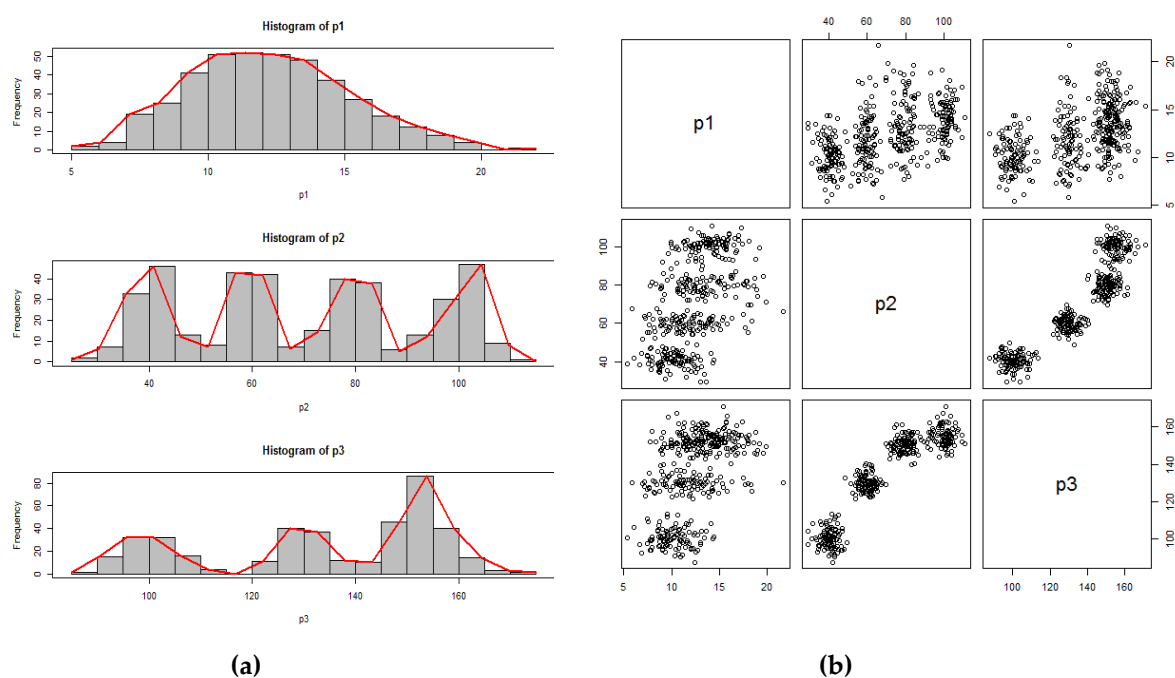 Histogram of p1
Frequency
0 10 20 30 40 50
5 10 15 20
p1
Histogram of p2
Frequency
0 10 20 30 40
40 60 80 100
p2
Histogram of p3
Frequency
0 20 40 60 80
100 120 140 160
p3
(a)
40 60 80 100
p1
5 10 15 20
40 60 80 100
p2
p3
100 120 140 160
5 10 15 20
100 120 140 160
(b)